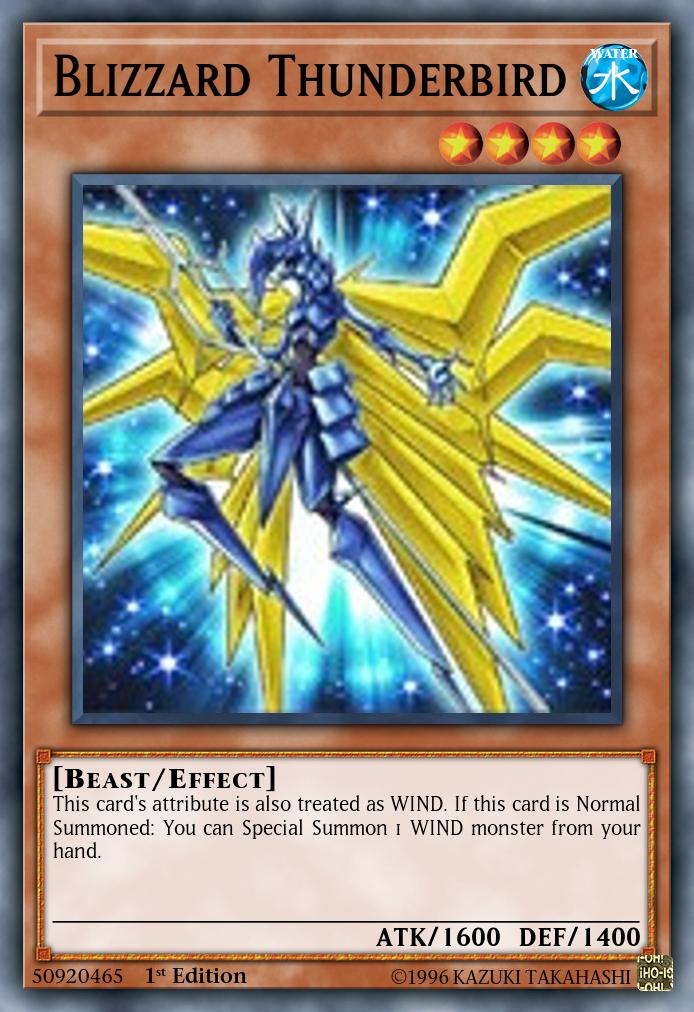 BLIZZARD THUNDERBIRD
WATER
水
[BEAST/EFFECT]
This card's attribute is also treated as WIND. If this card is Normal
Summoned: You can Special Summon 1 WIND monster from your
hand.
ATK/1600 DEF/1400
50920465 1st Edition ©1996 KAZUKI TAKAHASHI